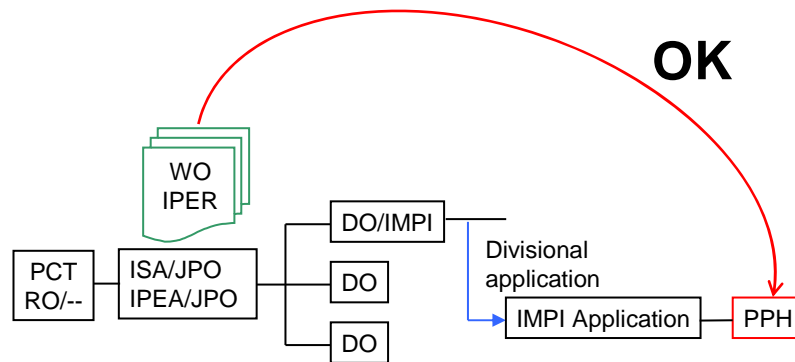 OK
WO
IPER
DO/IMPI
Divisional
application
PCT
RO/--
ISA/JPO
IPEA/JPO
DO
IMPI Application
PPH
DO